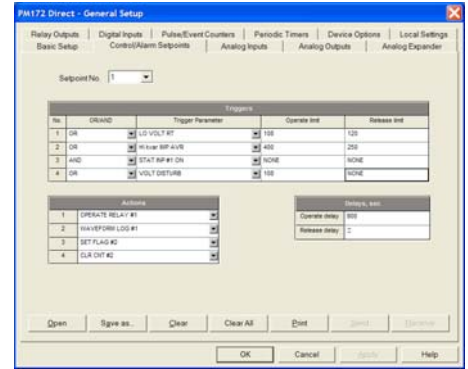 PM172 Direct - General Setup
Relay Outputs Digital Inputs Pulse/Event Counters Periodic Timers Device Options Local Settings
Basic Setup Control/Alarm Setpoints Analog Inputs Analog Outputs Analog Expander
Setpoint No. 1
Triggers
No. OR/AND Trigger Parameter Operate limit Release limit
1 OR LO VOLT RT 108 120
2 OR HI kvar IMP AVR 400 250
3 AND STAT INP #1 ON NONE NONE
4 OR VOLT DISTURB 108 NONE
Actions
1 OPERATE RELAY #1
2 WAVEFORM LOG #1
3 SET FLAG #2
4 CLR CNT #2
Delays, sec.
Operate delay 600
Release delay
Open Save as... Clear Clear All Print Send Receive
OK Cancel Apply Help